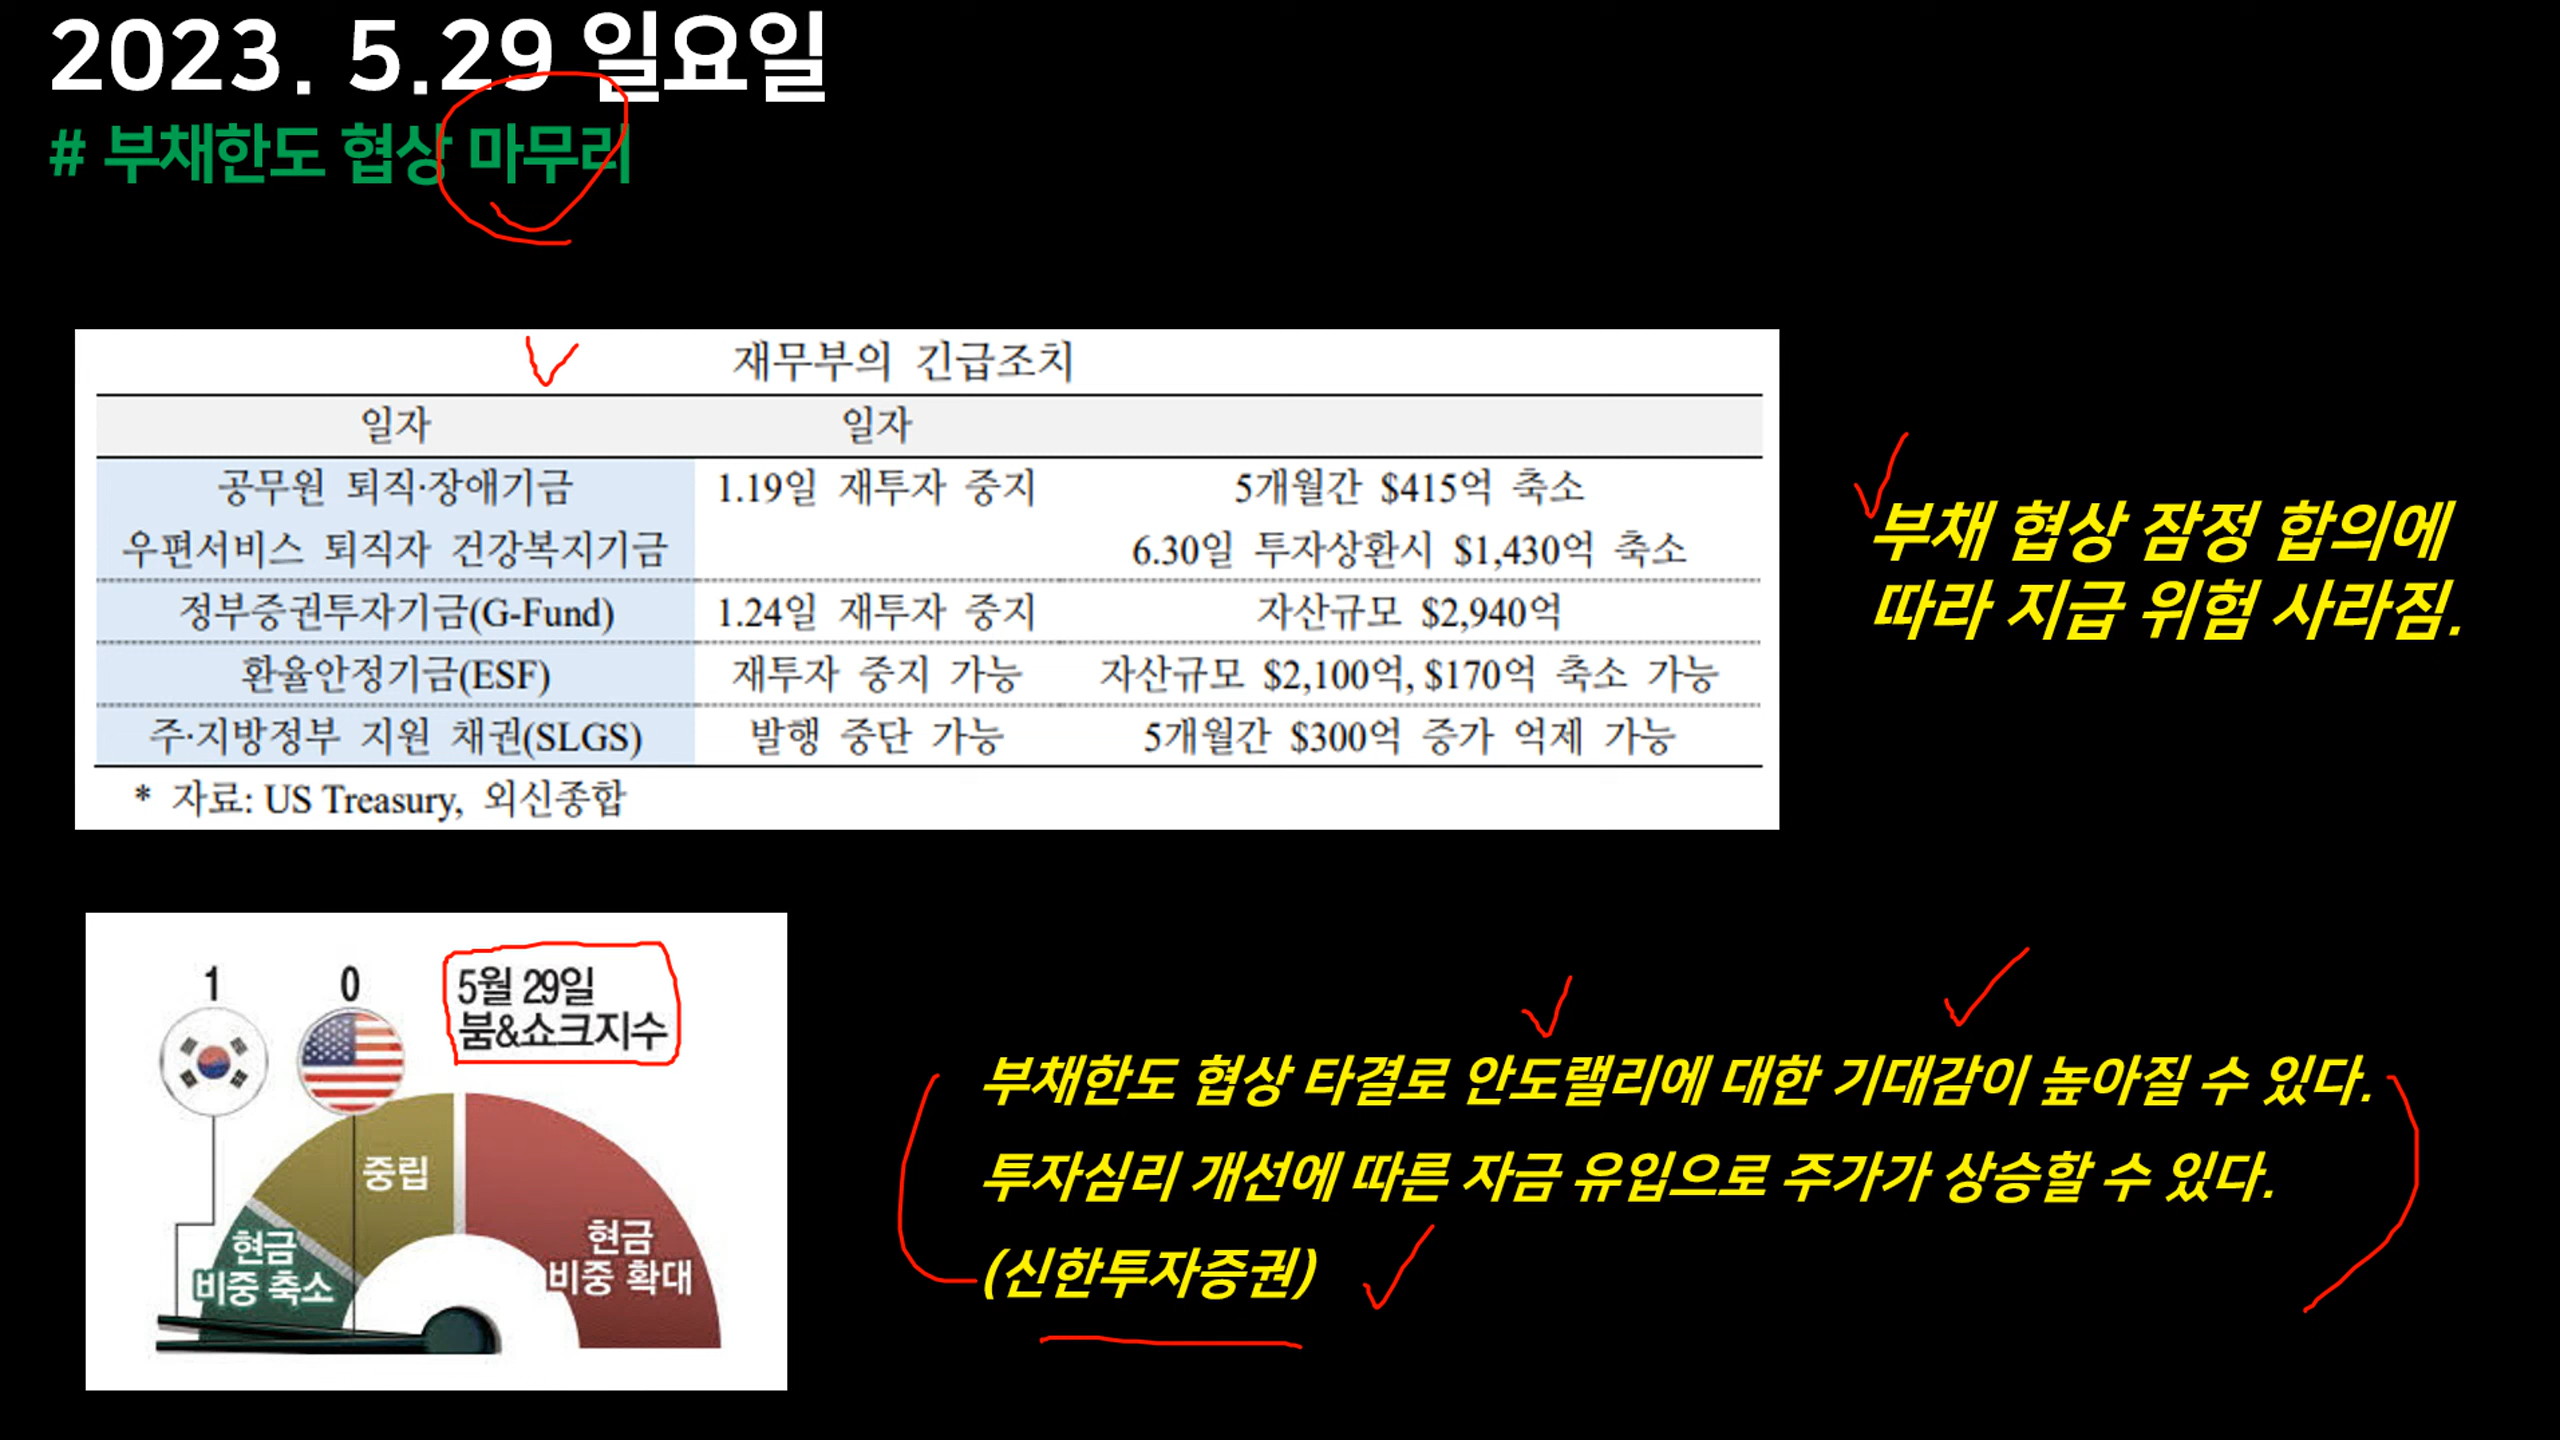 2023. 5.29 일요일
# 부채한도 협상 마무리
재무부의 긴급조치
일자 일자
공무원 퇴직·장애기금 1.19일 재투자 중지 5개월간 $415억 축소
우편서비스 퇴직자 건강복지기금 6.30일 투자상환시 $1,430억 축소
정부증권투자기금(G-Fund) 1.24일 재투자 중지 자산규모 $2,940억
환율안정기금(ESF) 재투자 중지 가능 자산규모 $2,100억, $170억 축소 가능
주·지방정부 지원 채권(SLGS) 발행 중단 가능 5개월간 $300억 증가 억제 가능
* 자료: US Treasury, 외신종합
부채 협상 잠정 합의에
따라 지급 위험 사라짐.
1 0
5월 29일
붐&쇼크지수
중립
현금
비중 축소
현금
비중 확대
부채한도 협상 타결로 안도랠리에 대한 기대감이 높아질 수 있다.
투자심리 개선에 따른 자금 유입으로 주가가 상승할 수 있다.
(신한투자증권)